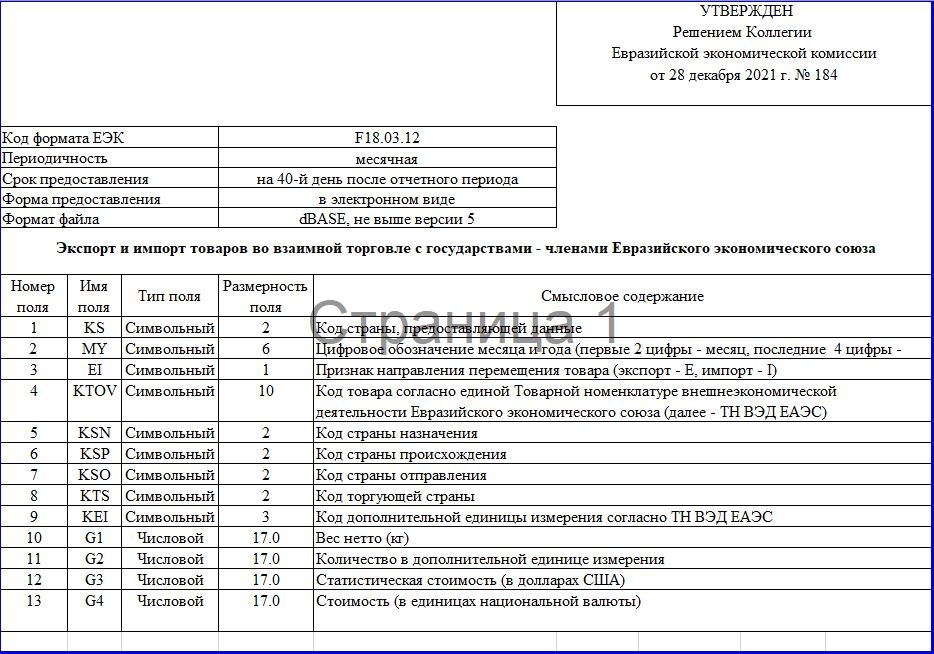 УТВЕРЖДЕН
Решением Коллегии
Евразийской экономической комиссии
от 28 декабря 2021 г. № 184
Код формата ЕЭК F18.03.12
Периодичность месячная
Срок предоставления на 40-й день после отчетного периода
Форма предоставления в электронном виде
Формат файла dBASE, не выше версии 5
Экспорт и импорт товаров во взаимной торговле с государствами - членами Евразийского экономического союза
Номер поля Имя поля Тип поля Размерность поля Смысловое содержание
Страница 1
1 KS Символьный 2 Код страны, предоставляющей данные
2 MY Символьный 6 Цифровое обозначение месяца и года (первые 2 цифры - месяц, последние 4 цифры -
3 EI Символьный 1 Признак направления перемещения товара (экспорт - E, импорт - I)
4 KTOV Символьный 10 Код товара согласно единой Товарной номенклатуре внешнеэкономической
деятельности Евразийского экономического союза (далее - ТН ВЭД ЕАЭС)
5 KSN Символьный 2 Код страны назначения
6 KSP Символьный 2 Код страны происхождения
7 KSO Символьный 2 Код страны отправления
8 KTS Символьный 2 Код торгующей страны
9 KEI Символьный 3 Код дополнительной единицы измерения согласно ТН ВЭД ЕАЭС
10 G1 Числовой 17.0 Вес нетто (кг)
11 G2 Числовой 17.0 Количество в дополнительной единице измерения
12 G3 Числовой 17.0 Статистическая стоимость (в долларах США)
13 G4 Числовой 17.0 Стоимость (в единицах национальной валюты)